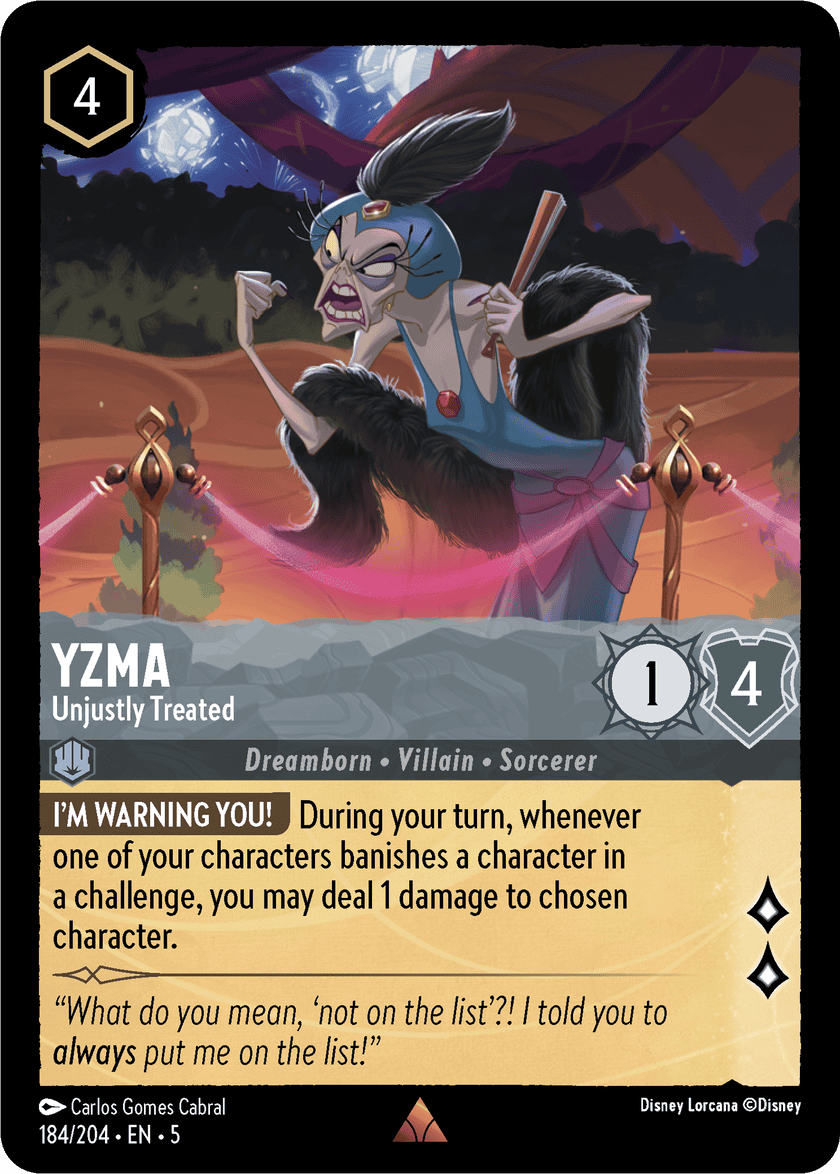 4
YZMA
Unjustly Treated
1
4
Dreamborn • Villain • Sorcerer
I'M WARNING YOU! During your turn, whenever
one of your characters banishes a character in
a challenge, you may deal 1 damage to chosen
character.
“What do you mean, ‘not on the list’?! I told you to
always put me on the list!”
Carlos Gomes Cabral
184/204 • EN • 5
Disney Lorcana ©Disney